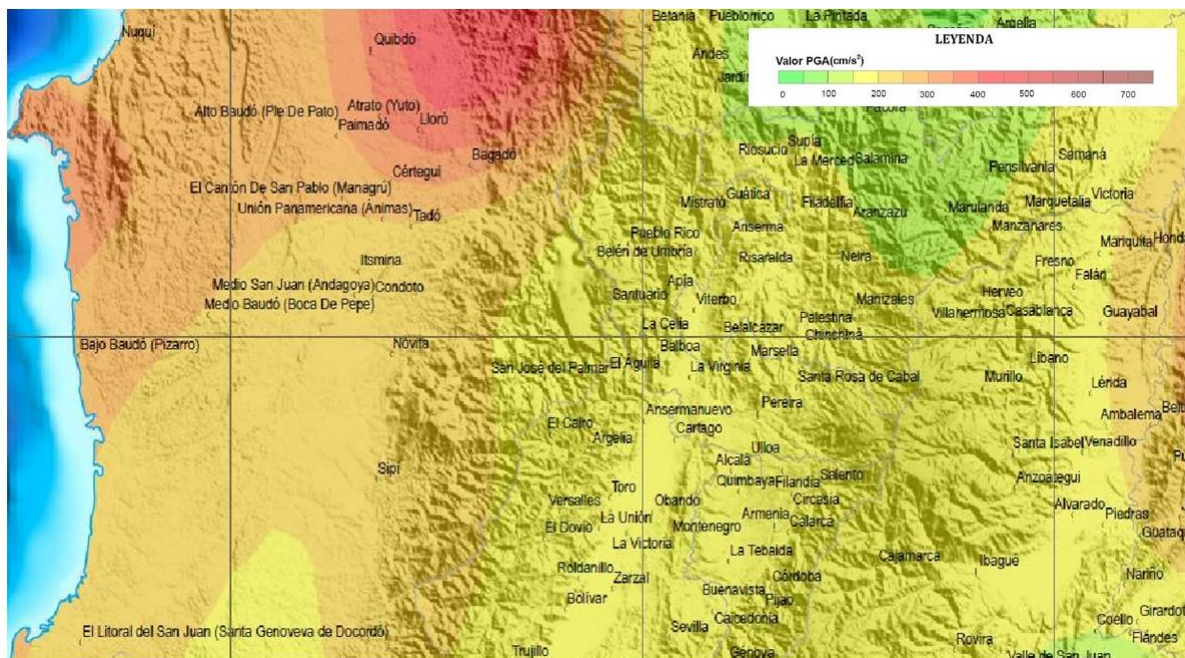 Betania Pueblorrico La Pintada
Argelia
Nuquí
Quibdó
Andes
LEYENDA
Valor PGA(cm/s²)
0 100 200 300 400 500 600 700
Jardín
Alto Baudó (Pie De Pato) Atrato (Yuto)
Paimadó Lloró
Pácora
Bagadó
Riosucio Supía
La Merced Salamina
Pensilvania Samaná
Cértegui
El Cantón De San Pablo (Managrú)
Unión Panamericana (Ánimas) Tadó
Mistrató Guática Filadelfia Aranzazu
Marulanda Marquetalia Victoria
Manzanares
Pueblo Rico Anserma
Belén de Umbría Risaralda Neira
Mariquita Honda
Fresno Falán
Itsmina
Medio San Juan (Andagoya) Condoto
Medio Baudó (Boca De Pepe)
Apía
Santuario Viterbo Manizales
Herveo
Villahermosa Casablanca Guayabal
La Celia Belalcázar Palestina
Chinchiná
Bajo Baudó (Pizarro) Nóvita
Balboa Marsella
San José del Palmar El Águila La Virginia
Santa Rosa de Cabal
Líbano
Murillo Lérida
Ansermanuevo Pereira
Cartago
Ambalema
El Cairo Argelia
Ulloa
Santa Isabel Venadillo
Sipí
Alcalá
Quimbaya Filandia Salento
Circasia
Anzoategui
Toro
Versalles Obando
Alvarado Piedras
La Unión
El Dovio Montenegro Armenia Calarcá
La Victoria La Tebaida
Cajamarca Ibagué
Roldanillo Zarzal
Córdoba
Nariño
Bolívar
Buenavista Pijao
Caicedonia
Sevilla
Coello Girardot
Flándes
El Litoral del San Juan (Santa Genoveva de Docordó)
Trujillo Génova Rovira
Valle de San Juan